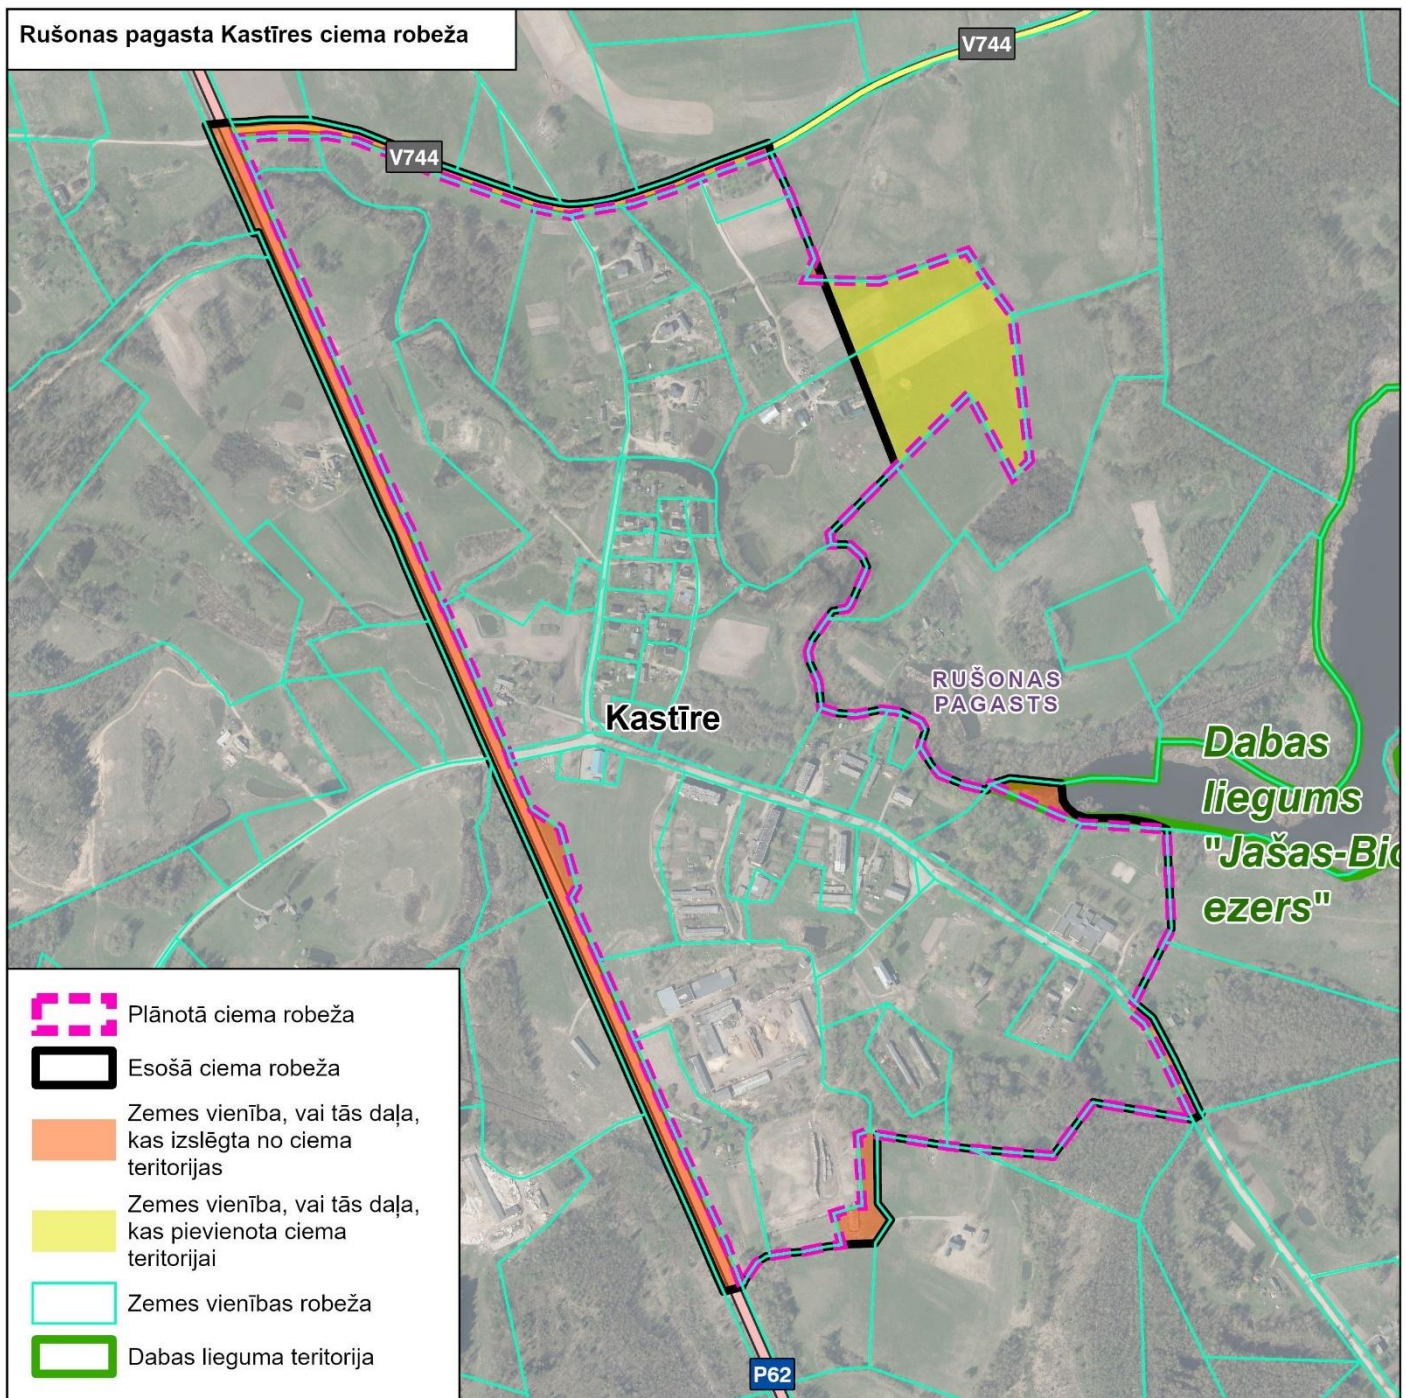 Rušonas pagasta Kastīres ciema robeža
V744
V744
RUŠONAS
PAGASTS
Kastīre
Dabas
liegums
"Jašas-Bic
ezers"
Plānotā ciema robeža
Esošā ciema robeža
Zemes vienība, vai tās daļa,
kas izslēgta no ciema
teritorijas
Zemes vienība, vai tās daļa,
kas pievienota ciema
teritorijai
Zemes vienības robeža
Dabas lieguma teritorija
P62